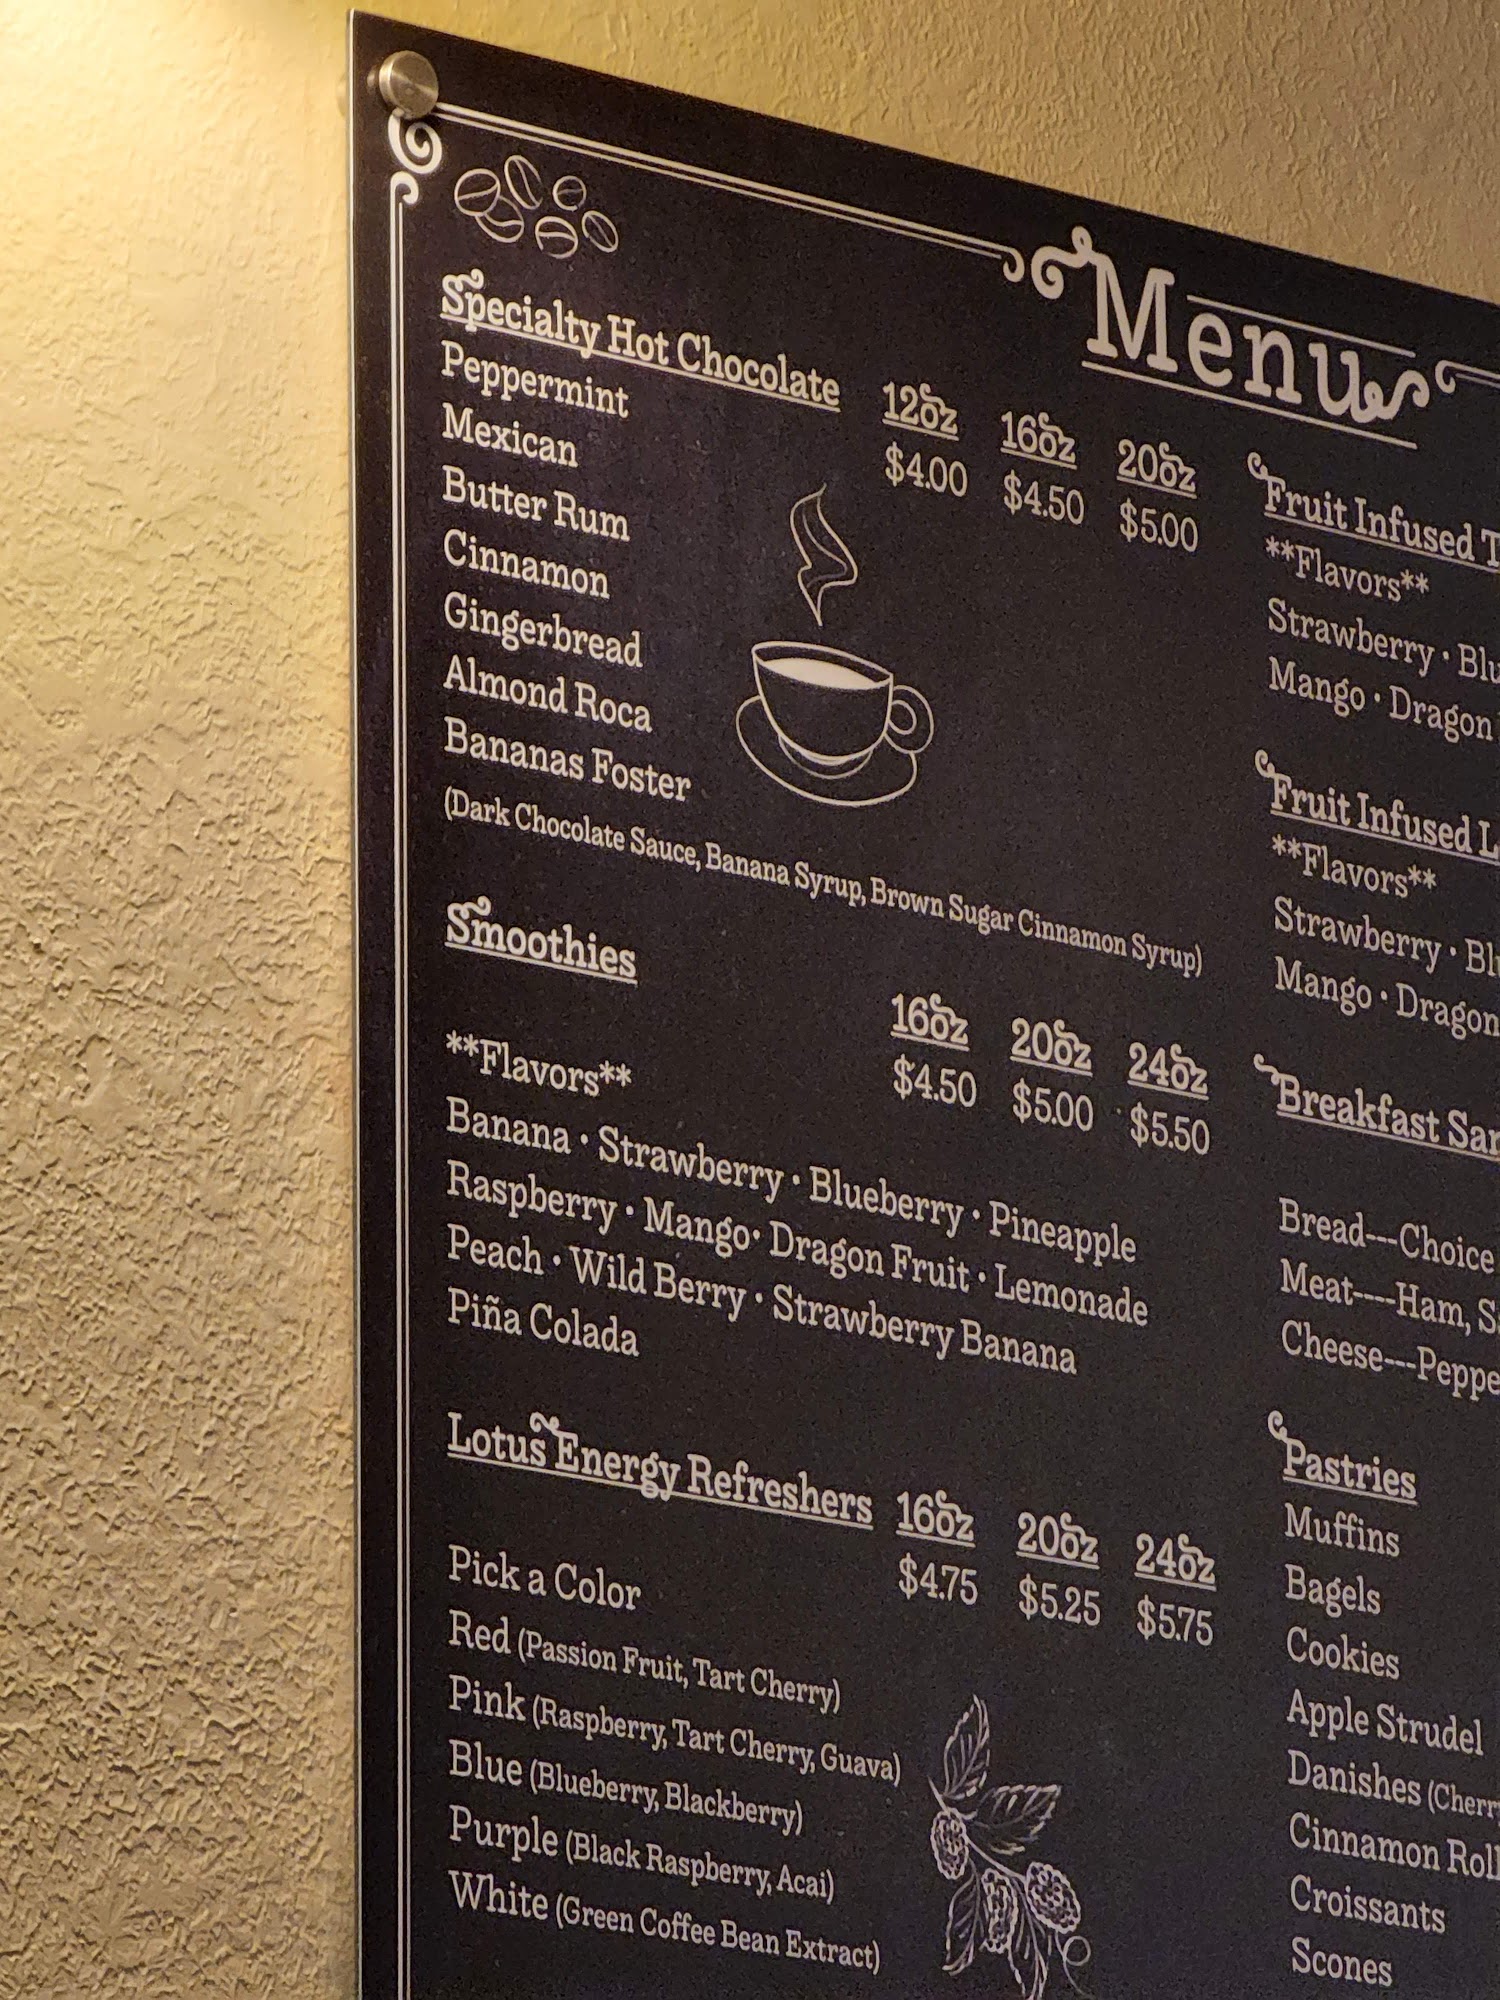 Menu
Specialty Hot Chocolate
12oz 16oz 20oz
$4.00 $4.50 $5.00
Peppermint
Mexican
Butter Rum
Cinnamon
Gingerbread
Almond Roca
Bananas Foster
(Dark Chocolate Sauce, Banana Syrup, Brown Sugar Cinnamon Syrup)
Smoothies
16oz 20oz 24oz
$4.50 $5.00 $5.50
**Flavors**
Banana • Strawberry • Blueberry • Pineapple
Raspberry • Mango• Dragon Fruit • Lemonade
Peach • Wild Berry • Strawberry Banana
Piña Colada
Lotus Energy Refreshers
16oz 20oz 24oz
$4.75 $5.25 $5.75
Pick a Color
Red (Passion Fruit, Tart Cherry)
Pink (Raspberry, Tart Cherry, Guava)
Blue (Blueberry, Blackberry)
Purple (Black Raspberry, Acai)
White (Green Coffee Bean Extract)
Fruit Infused
**Flavors**
Strawberry •
Mango • Dragon
Fruit Infused
**Flavors**
Strawberry •
Mango • Dragon
Breakfast
Bread---Choice
Meat----Ham,
Cheese---
Pastries
Muffins
Bagels
Cookies
Apple Strudel
Danishes
Cinnamon
Croissants
Scones